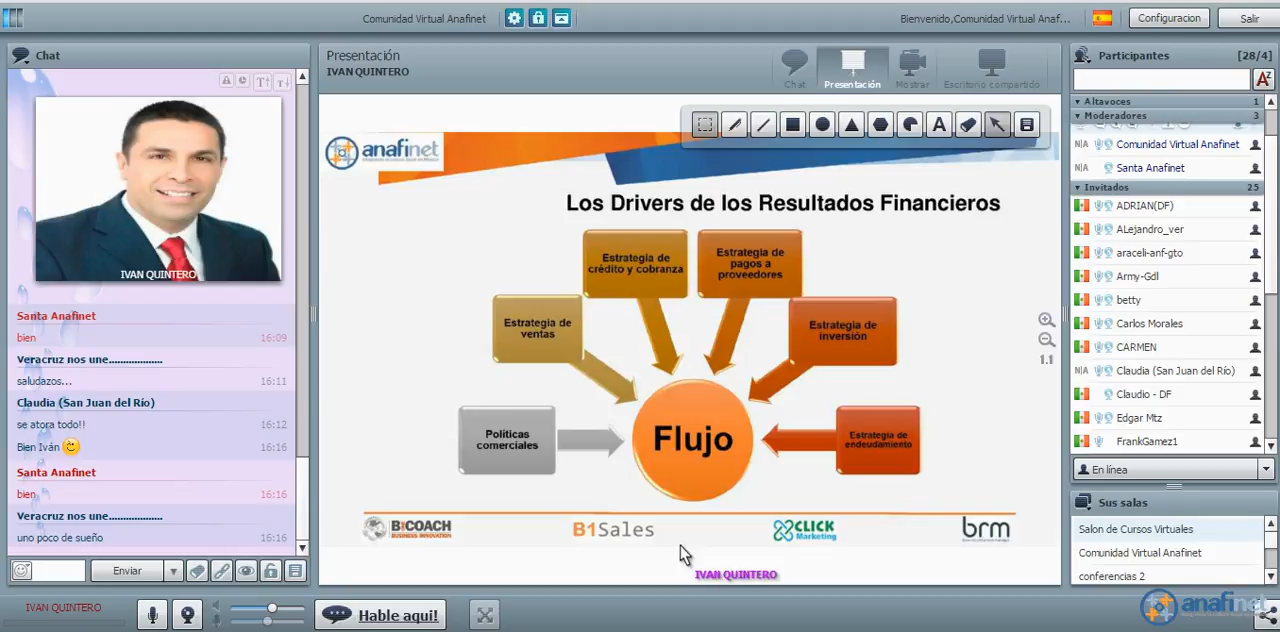 Comunidad Virtual Anafinet
Bienvenido,Comunidad Virtual Anaf...
Configuracion
Salir
Chat
IVAN QUINTERO
Santa Anafinet
bien
16:09
Veracruz nos une...................
saludazos...
16:11
Claudia (San Juan del Río)
se atora todo!!
16:12
Bien Iván
16:16
Santa Anafinet
bien
16:16
Veracruz nos une...................
uno poco de sueño
16:16
Enviar
Presentación
IVAN QUINTERO
Chat
Presentación
Mostrar
Escritorio compartido
A
anafinet
Los Drivers de los Resultados Financieros
Estrategia de
crédito y cobranza
Estrategia de
pagos a
proveedores
Estrategia de
ventas
Estrategia de
inversión
Políticas
comerciales
Flujo
Estrategia de
endeudamiento
BICOACH
BUSINESS INNOVATION
B1Sales
CLICK
Marketing
brm
IVAN QUINTERO
1.1
Participantes
[28/4]
Altavoces 1
Moderadores 3
N/A Comunidad Virtual Anafinet
N/A Santa Anafinet
Invitados 25
ADRIAN(DF)
ALejandro_ver
araceli-anf-gto
Army-Gdl
betty
Carlos Morales
CARMEN
N/A Claudia (San Juan del Río)
Claudio - DF
Edgar Mtz
FrankGamez1
En línea
Sus salas
Salon de Cursos Virtuales
Comunidad Virtual Anafinet
conferencias 2
IVAN QUINTERO
Hable aqui!
anafinet